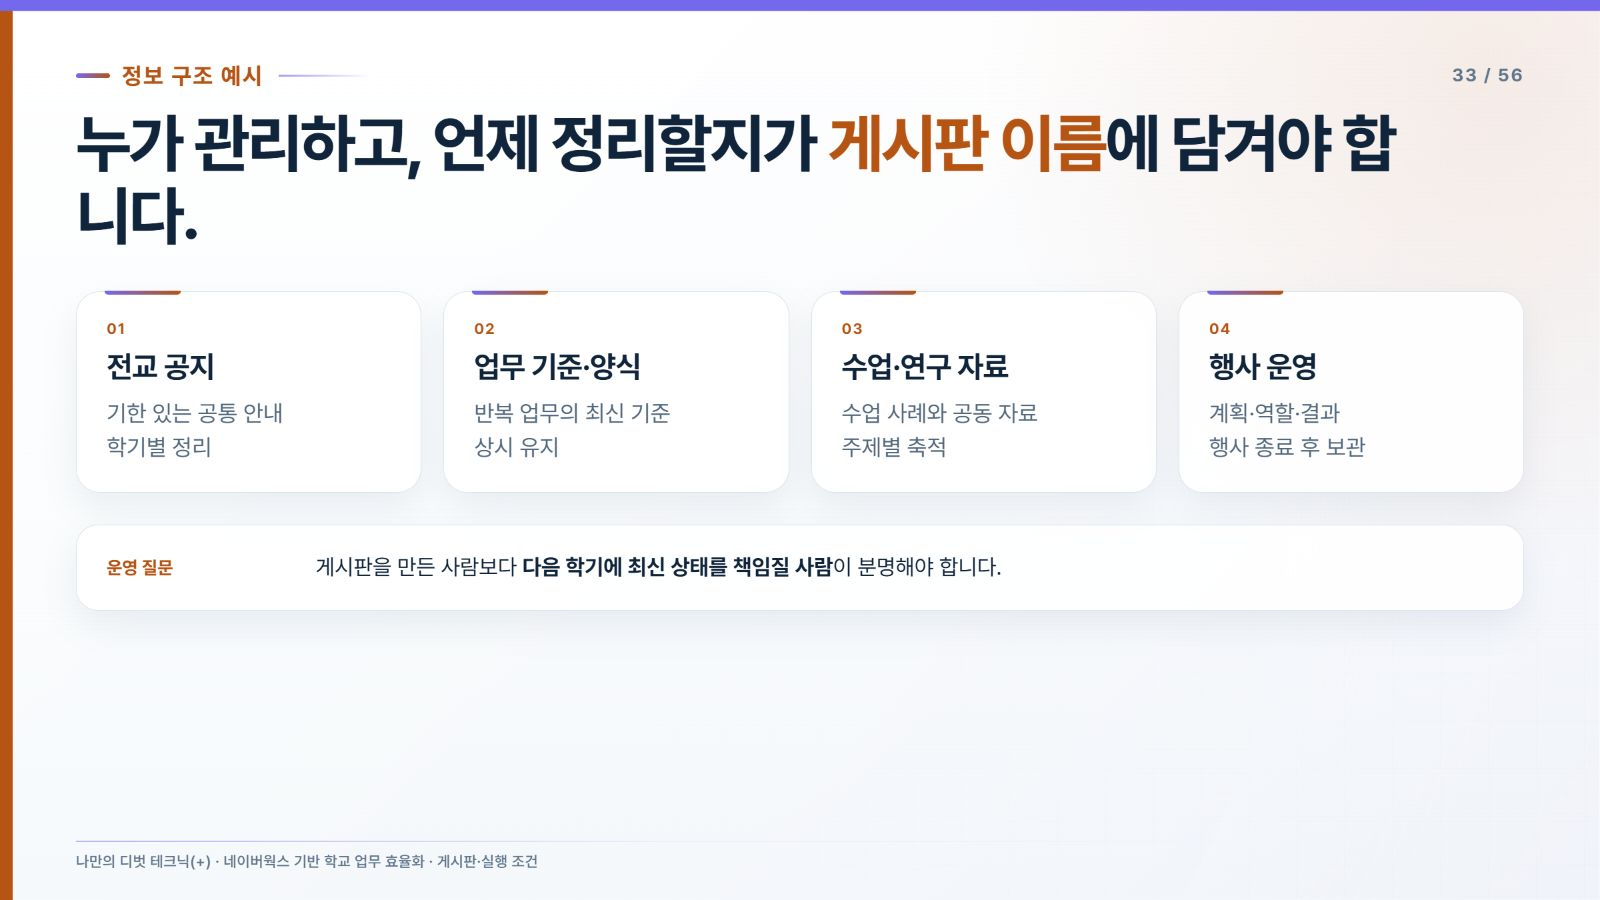 정보 구조 예시
33 / 56
누가 관리하고, 언제 정리할지가 게시판 이름에 담겨야 합
니다.
01
전교 공지
기한 있는 공통 안내
학기별 정리
02
업무 기준·양식
반복 업무의 최신 기준
상시 유지
03
수업·연구 자료
수업 사례와 공동 자료
주제별 축적
04
행사 운영
계획·역할·결과
행사 종료 후 보관
운영 질문
게시판을 만든 사람보다 다음 학기에 최신 상태를 책임질 사람이 분명해야 합니다.
나만의 디벗 테크닉(+) · 네이버웍스 기반 학교 업무 효율화 · 게시판·실행 조건